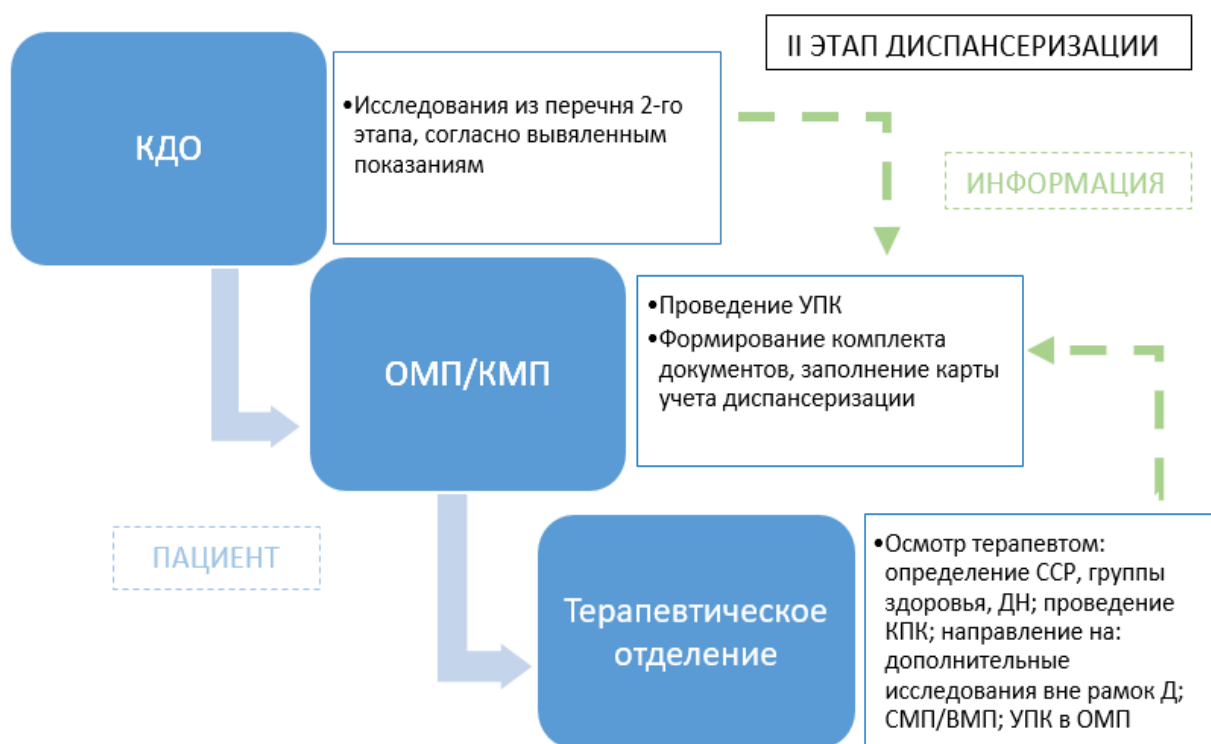 II ЭТАП ДИСПАНСЕРИЗАЦИИ
КДО
•Исследования из перечня 2-го
этапа, согласно вывяленным
показаниям
ИНФОРМАЦИЯ
ОМП/КМП
•Проведение УПК
•Формирование комплекта
документов, заполнение карты
учета диспансеризации
ПАЦИЕНТ
Терапевтическое
отделение
•Осмотр терапевтом:
определение ССР, группы
здоровья, ДН; проведение
КПК; направление на:
дополнительные
исследования вне рамок Д;
СМП/ВМП; УПК в ОМП